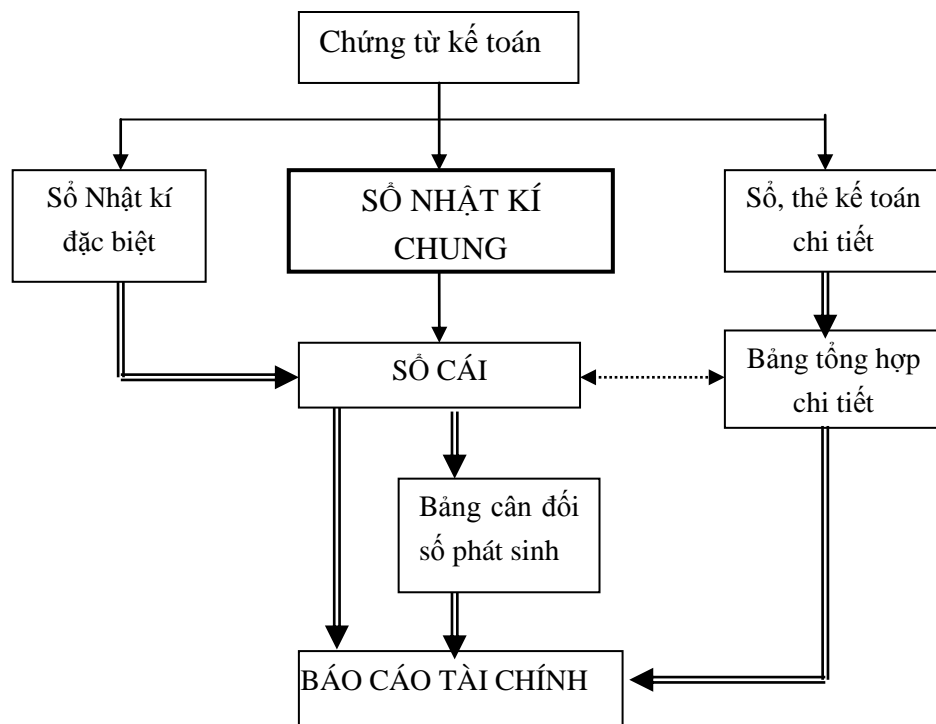 Chứng từ kế toán
Sổ Nhật kí
đặc biệt
SỔ NHẬT KÍ
CHUNG
Sổ, thẻ kế toán
chi tiết
SỔ CÁI
Bảng tổng hợp
chi tiết
Bảng cân đối
số phát sinh
BÁO CÁO TÀI CHÍNH